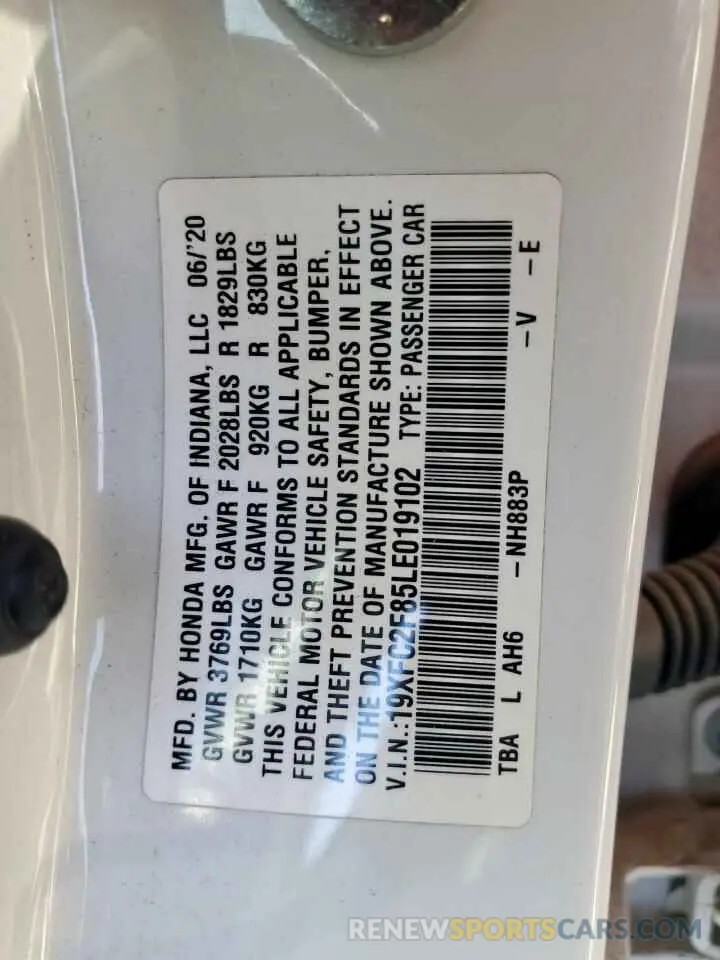 MFD. BY HONDA MFG. OF INDIANA, LLC 06/'20
GVWR 3769LBS GAWR F 2028LBS R 1829LBS
GVWR 1710KG GAWR F 920KG R 830KG
THIS VEHICLE CONFORMS TO ALL APPLICABLE
FEDERAL MOTOR VEHICLE SAFETY, BUMPER,
AND THEFT PREVENTION STANDARDS IN EFFECT
ON THE DATE OF MANUFACTURE SHOWN ABOVE.
V.I.N.:19XFC2F85LE019102 TYPE: PASSENGER CAR
TBA L AH6 -NH883P -V -E
RENEWSPORTSCARS.COM